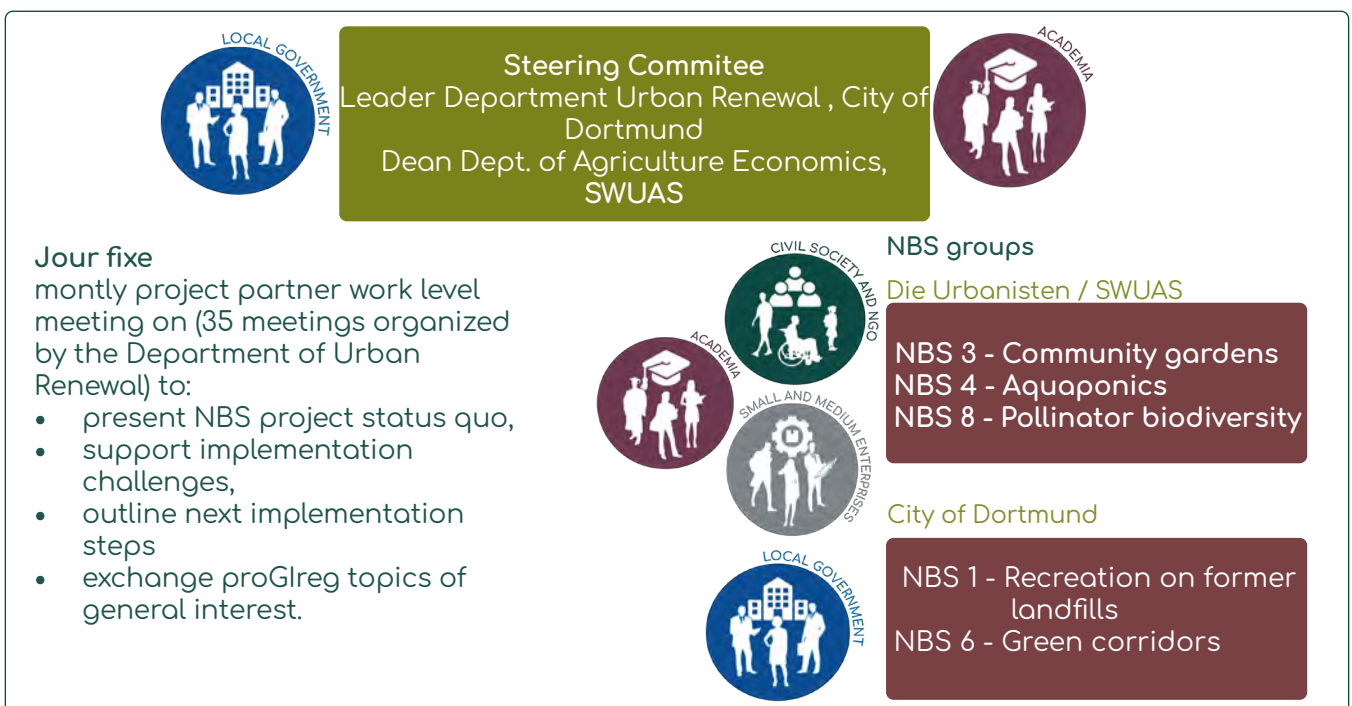 LOCAL GOVERNMENT
Steering Commitee
Leader Department Urban Renewal , City of
Dortmund
Dean Dept. of Agriculture Economics,
SWUAS
ACADEMIA
Jour fixe
montly project partner work level
meeting on (35 meetings organized
by the Department of Urban
Renewal) to:
• present NBS project status quo,
• support implementation
challenges,
• outline next implementation
steps
• exchange proGIreg topics of
general interest.
CIVIL SOCIETY AND NGO
ACADEMIA
SMALL AND MEDIUM ENTERPRISES
LOCAL GOVERNMENT
NBS groups
Die Urbanisten / SWUAS
NBS 3 - Community gardens
NBS 4 - Aquaponics
NBS 8 - Pollinator biodiversity
City of Dortmund
NBS 1 - Recreation on former
landfills
NBS 6 - Green corridors